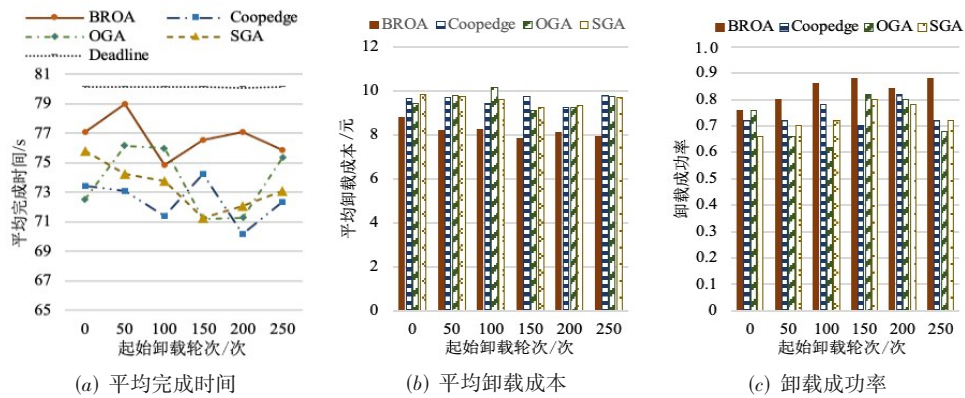 BROA
Coopedge
OGA
SGA
Deadline
81
79
77
75
73
71
69
67
65
平均完成时间/s
0 50 100 150 200 250
起始卸载轮次/次
(a) 平均完成时间
BROA Coopedge OGA SGA
12
10
8
6
4
2
0
平均卸载成本/元
0 50 100 150 200 250
起始卸载轮次/次
(b) 平均卸载成本
BROA Coopedge OGA SGA
1.0
0.9
0.8
0.7
0.6
0.5
0.4
0.3
0.2
0.1
0
卸载成功率
0 50 100 150 200 250
起始卸载轮次/次
(c) 卸载成功率